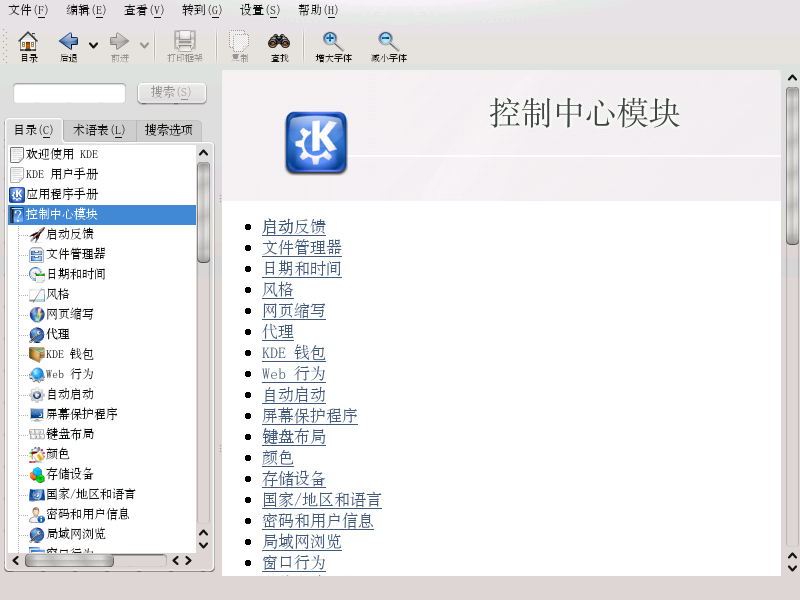 文件(F) 编辑(E) 查看(V) 转到(G) 设置(S) 帮助(H)
目录 后退 前进 打印框架 复制 查找 增大字体 减小字体
搜索(S)
目录(C) 术语表(L) 搜索选项
欢迎使用 KDE
KDE 用户手册
应用程序手册
控制中心模块
启动反馈
文件管理器
日期和时间
风格
网页缩写
代理
KDE 钱包
Web 行为
自动启动
屏幕保护程序
键盘布局
颜色
存储设备
国家/地区和语言
密码和用户信息
局域网浏览
窗口行为
控制中心模块
启动反馈
文件管理器
日期和时间
风格
网页缩写
代理
KDE 钱包
Web 行为
自动启动
屏幕保护程序
键盘布局
颜色
存储设备
国家/地区和语言
密码和用户信息
局域网浏览
窗口行为